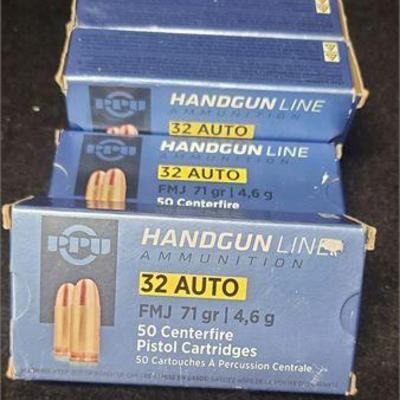 PPU
HANDGUN LINE
AMMUNITION
32 AUTO
PPU
HANDGUN LINE
AMMUNITION
32 AUTO
FMJ 71 gr | 4,6 g
50 Centerfire
PPU
HANDGUN LINE
AMMUNITION
32 AUTO
FMJ 71 gr | 4,6 g
50 Centerfire
Pistol Cartridges
50 Cartouches À Percussion Centrale